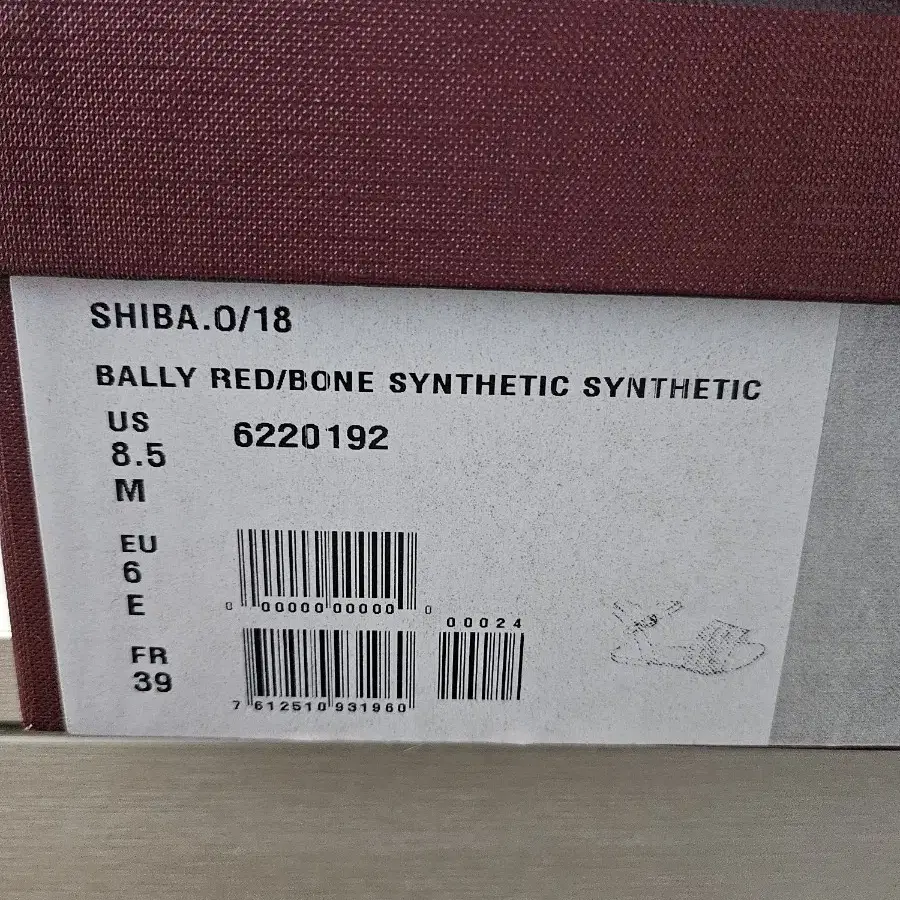 SHIBA.O/18
BALLY RED/BONE SYNTHETIC SYNTHETIC
US
8.5
M
6220192
EU
6
E
0 00000 00000 0
00024
FR
39
7 612510 931960